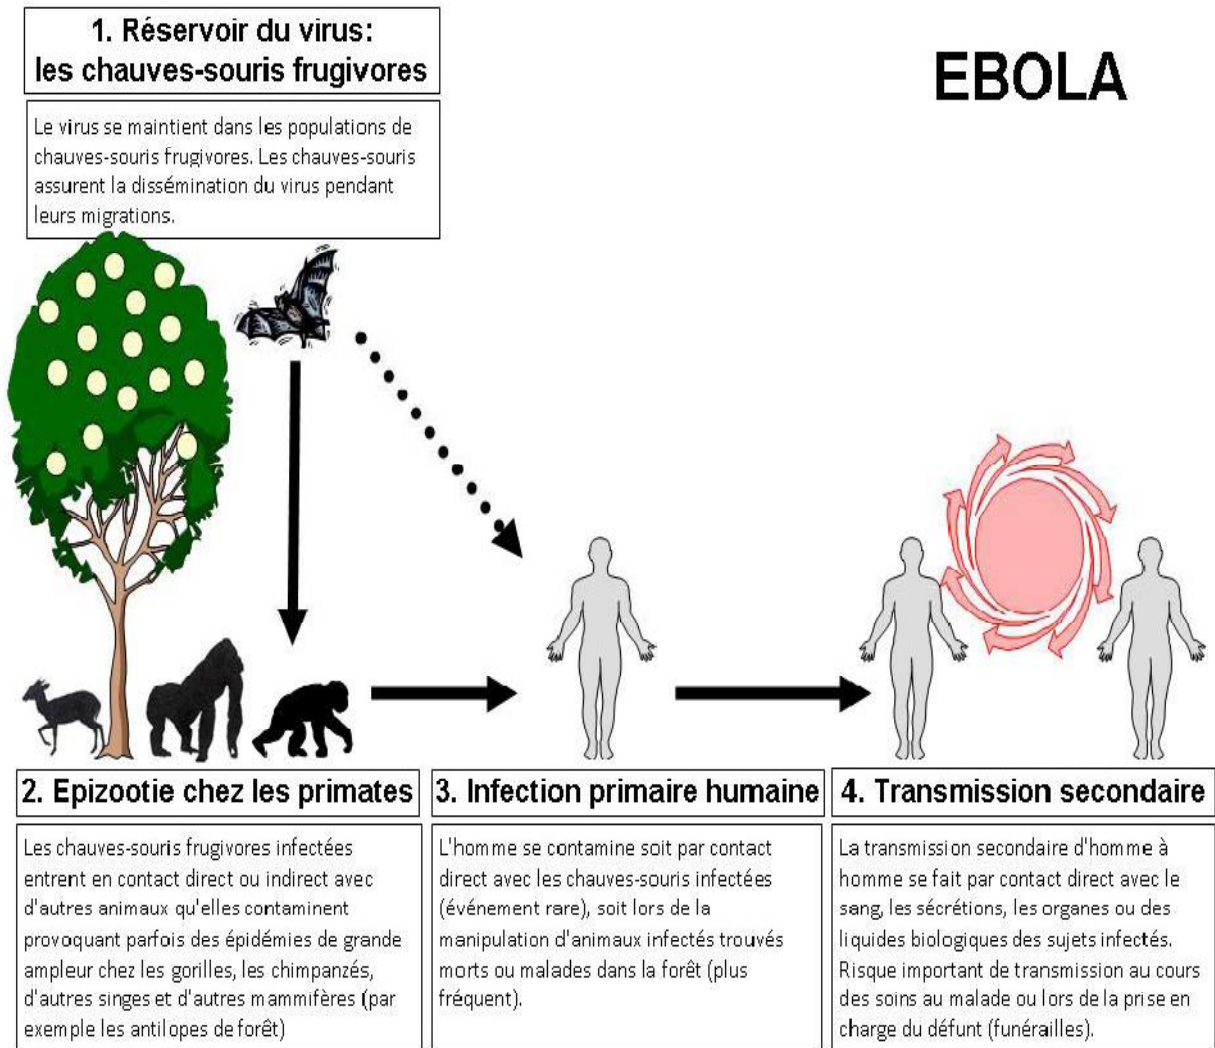 1. Réservoir du virus:
les chauves-souris frugivores
EBOLA
Le virus se maintient dans les populations de
chauves-souris frugivores. Les chauves-souris
assurent la dissémination du virus pendant
leurs migrations.
2. Epizootie chez les primates
Les chauves-souris frugivores infectées
entrent en contact direct ou indirect avec
d'autres animaux qu'elles contaminent
provoquant parfois des épidémies de grande
ampleur chez les gorilles, les chimpanzés,
d'autres singes et d'autres mammifères (par
exemple les antilopes de forêt)
3. Infection primaire humaine
L'homme se contamine soit par contact
direct avec les chauves-souris infectées
(événement rare), soit lors de la
manipulation d'animaux infectés trouvés
morts ou malades dans la forêt (plus
fréquent).
4. Transmission secondaire
La transmission secondaire d'homme à
homme se fait par contact direct avec le
sang, les sécrétions, les organes ou des
liquides biologiques des sujets infectés.
Risque important de transmission au cours
des soins au malade ou lors de la prise en
charge du défunt (funérailles).